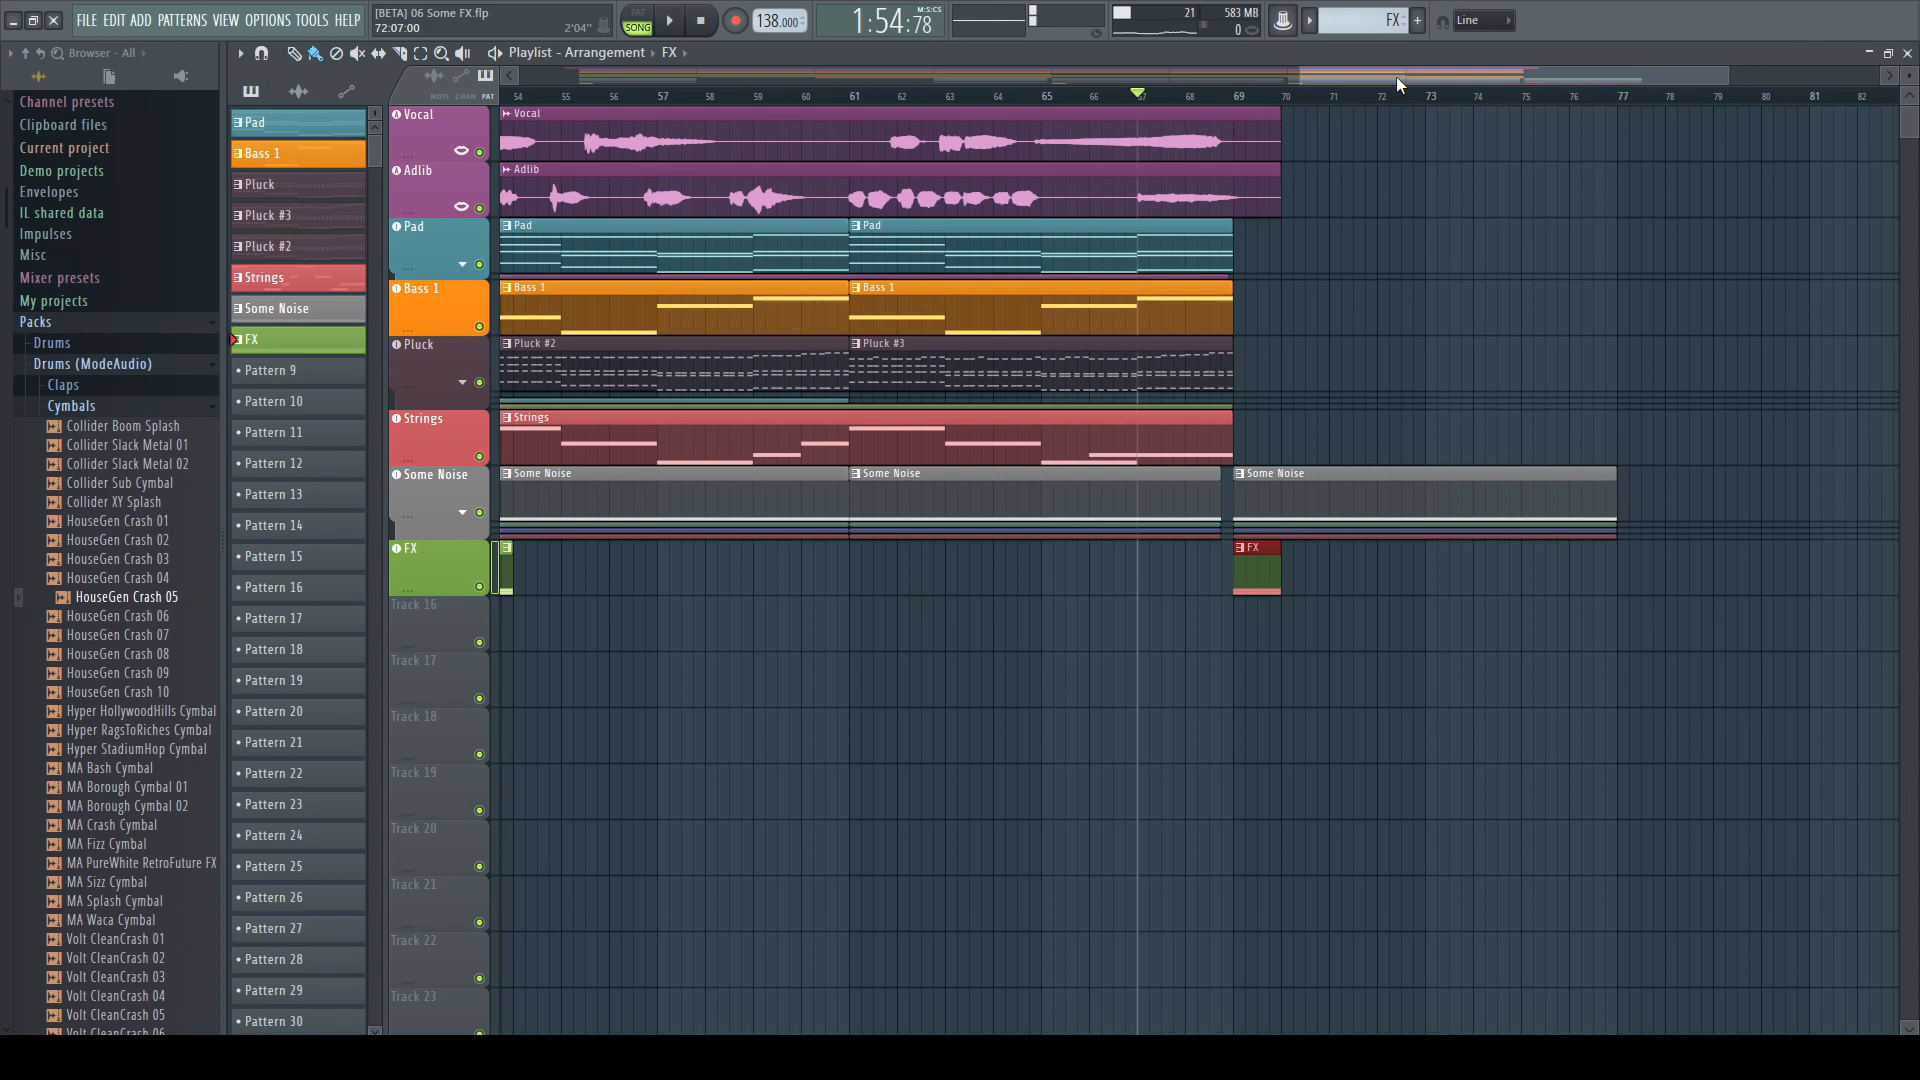 FILE EDIT ADD PATTERNS VIEW OPTIONS TOOLS HELP
[BETA] 06 Some FX.flp
72:07:00 2'04"
PAT
SONG
138.000
1:54:78
M:S:CS
21 583 MB
0
FX
Line
Browser - All
Playlist - Arrangement › FX ›
NOTE CHAN PAT
54 55 56 57 58 59 60 61 62 63 64 65 66 67 68 69 70 71 72 73 74 75 76 77 78 79 80 81 82
Channel presets
Clipboard files
Current project
Demo projects
Envelopes
IL shared data
Impulses
Misc
Mixer presets
My projects
Packs
Drums
Drums (ModeAudio)
Claps
Cymbals
Collider Boom Splash
Collider Slack Metal 01
Collider Slack Metal 02
Collider Sub Cymbal
Collider XY Splash
HouseGen Crash 01
HouseGen Crash 02
HouseGen Crash 03
HouseGen Crash 04
HouseGen Crash 05
HouseGen Crash 06
HouseGen Crash 07
HouseGen Crash 08
HouseGen Crash 09
HouseGen Crash 10
Hyper HollywoodHills Cymbal
Hyper RagsToRiches Cymbal
Hyper StadiumHop Cymbal
MA Bash Cymbal
MA Borough Cymbal 01
MA Borough Cymbal 02
MA Crash Cymbal
MA Fizz Cymbal
MA PureWhite RetroFuture FX
MA Sizz Cymbal
MA Splash Cymbal
MA Waca Cymbal
Volt CleanCrash 01
Volt CleanCrash 02
Volt CleanCrash 03
Volt CleanCrash 04
Volt CleanCrash 05
Volt CleanCrash 06
Pad
Bass 1
Pluck
Pluck #3
Pluck #2
Strings
Some Noise
FX
Pattern 9
Pattern 10
Pattern 11
Pattern 12
Pattern 13
Pattern 14
Pattern 15
Pattern 16
Pattern 17
Pattern 18
Pattern 19
Pattern 20
Pattern 21
Pattern 22
Pattern 23
Pattern 24
Pattern 25
Pattern 26
Pattern 27
Pattern 28
Pattern 29
Pattern 30
Vocal
Vocal
Adlib
Adlib
Pad
Pad Pad
Bass 1
Bass 1 Bass 1
Pluck
Pluck #2 Pluck #3
Strings
Strings
Some Noise
Some Noise Some Noise Some Noise
FX
FX
Track 16
Track 17
Track 18
Track 19
Track 20
Track 21
Track 22
Track 23